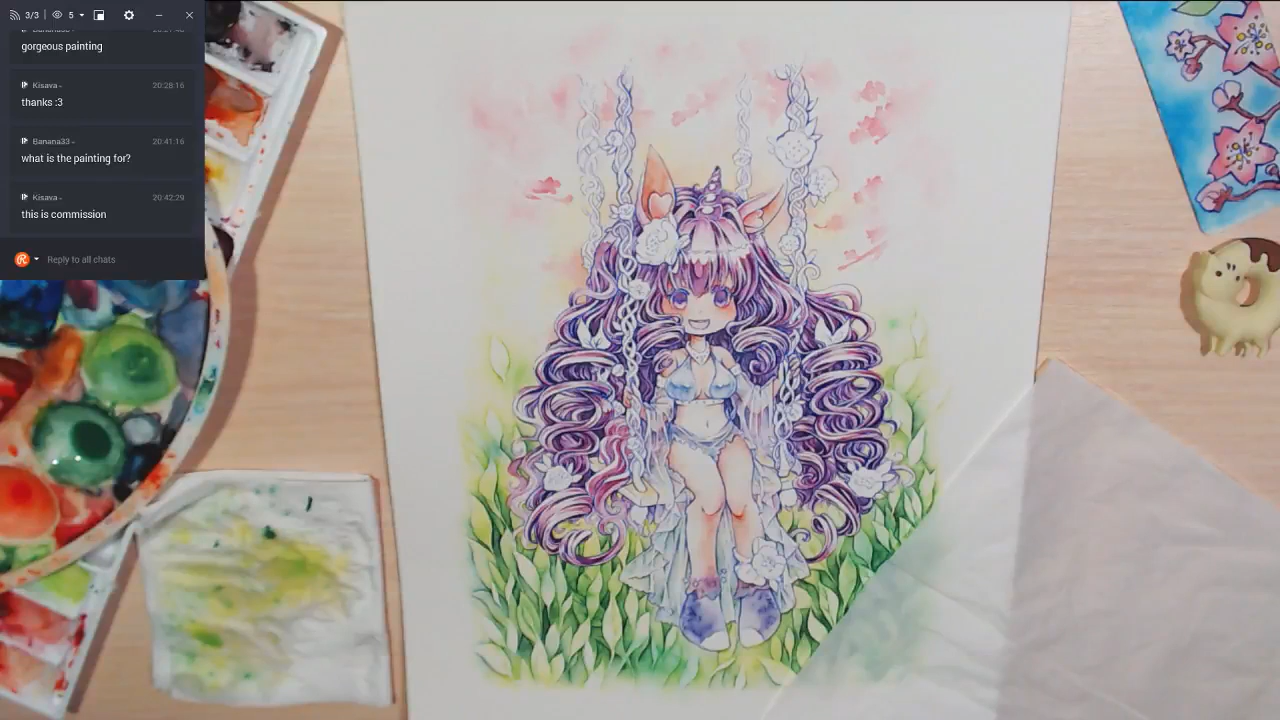 3/3 5
gorgeous painting
Kisava 20:28:16
thanks :3
Banana33 20:41:16
what is the painting for?
Kisava 20:42:29
this is commission
Reply to all chats